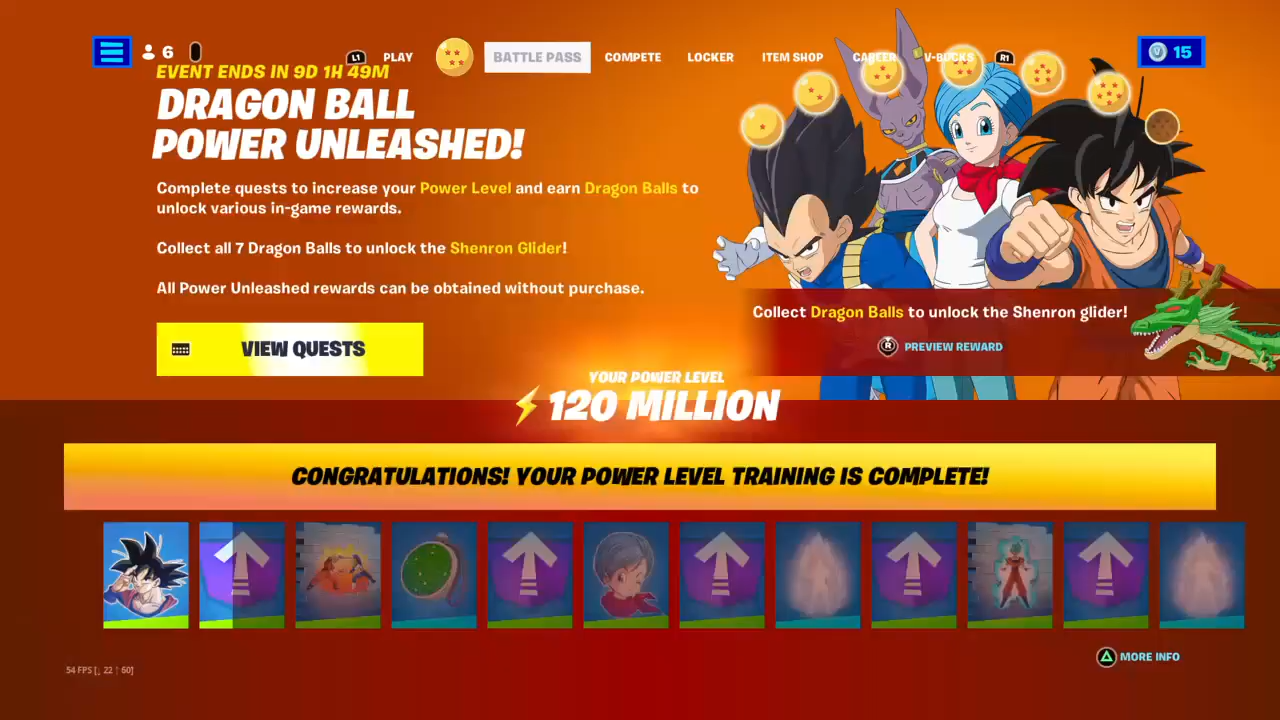 6
L1
PLAY
BATTLE PASS
COMPETE
LOCKER
ITEM SHOP
CAREER
V-BUCKS
R1
15
EVENT ENDS IN 9D 1H 49M
DRAGON BALL
POWER UNLEASHED!
Complete quests to increase your Power Level and earn Dragon Balls to
unlock various in-game rewards.
Collect all 7 Dragon Balls to unlock the Shenron Glider!
All Power Unleashed rewards can be obtained without purchase.
VIEW QUESTS
Collect Dragon Balls to unlock the Shenron glider!
R PREVIEW REWARD
YOUR POWER LEVEL
120 MILLION
CONGRATULATIONS! YOUR POWER LEVEL TRAINING IS COMPLETE!
MORE INFO
54 FPS [↓ 22 ↑ 60]